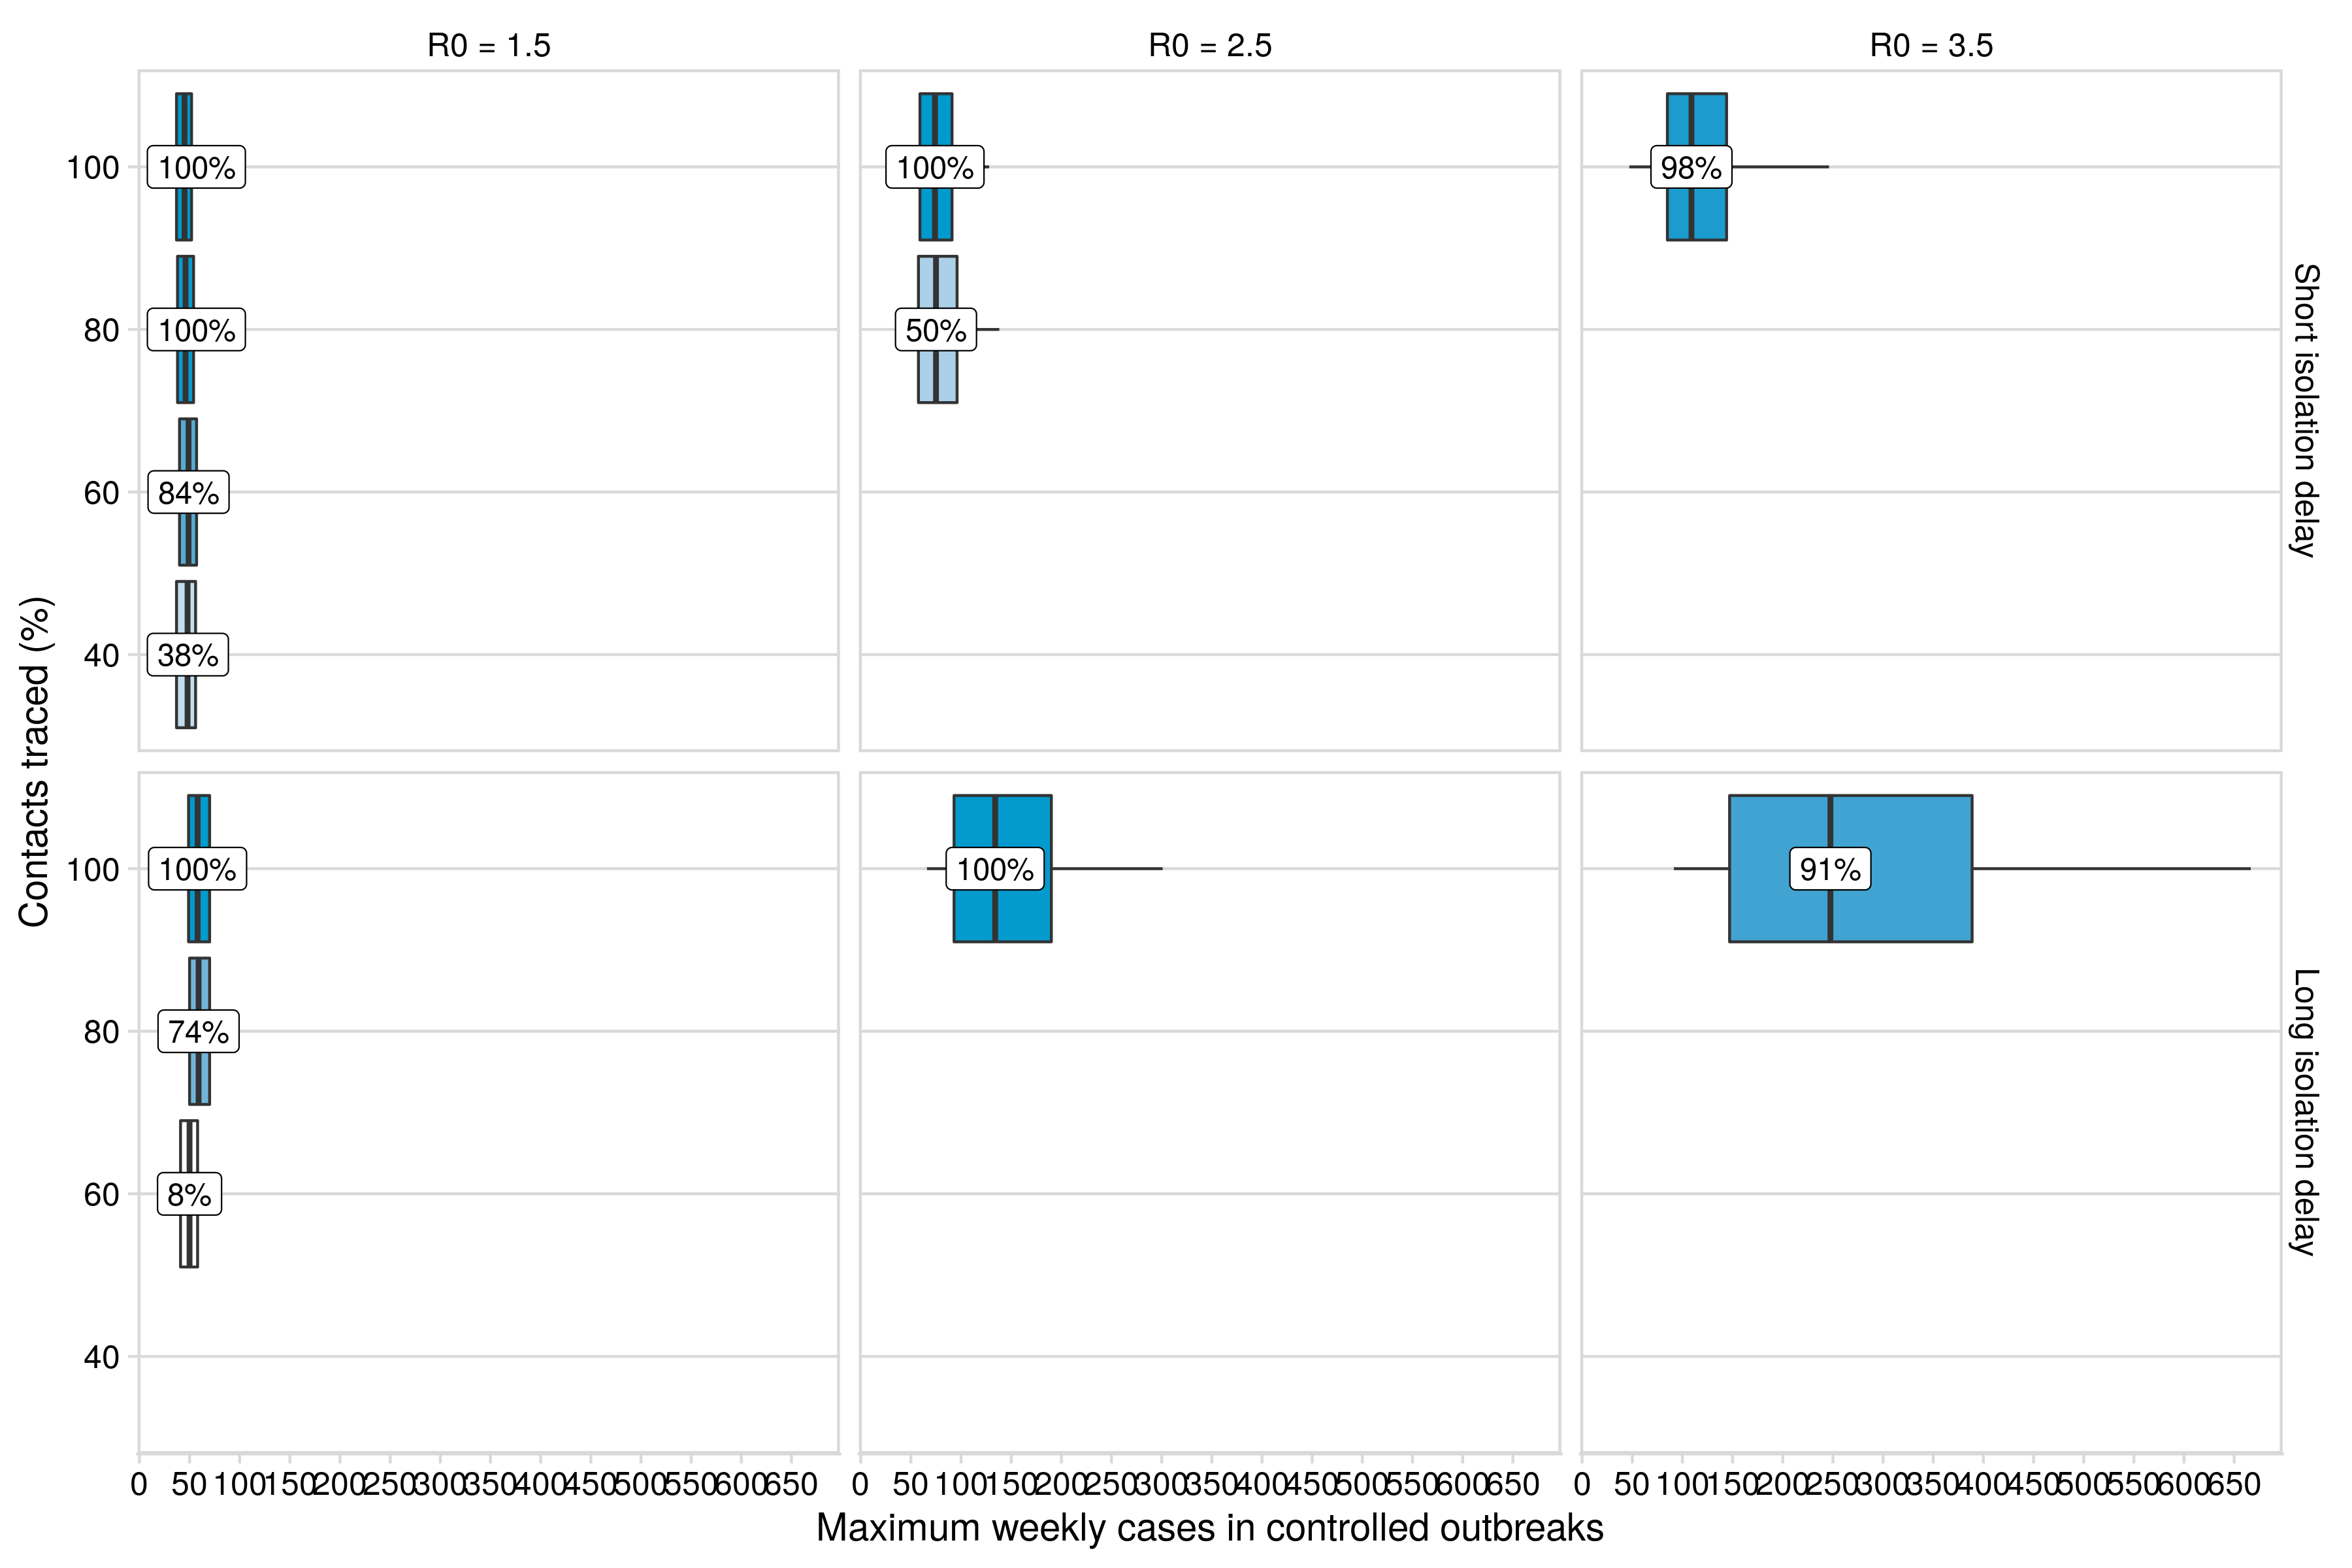 R0 = 1.5
R0 = 2.5
R0 = 3.5
Contacts traced (%)
100
100%
100%
98%
80
100%
50%
60
84%
40
38%
Short isolation delay
100
100%
100%
91%
80
74%
60
8%
40
Long isolation delay
0 50 100 150 200 250 300 350 400 450 500 550 600 650
0 50 100 150 200 250 300 350 400 450 500 550 600 650
0 50 100 150 200 250 300 350 400 450 500 550 600 650
Maximum weekly cases in controlled outbreaks